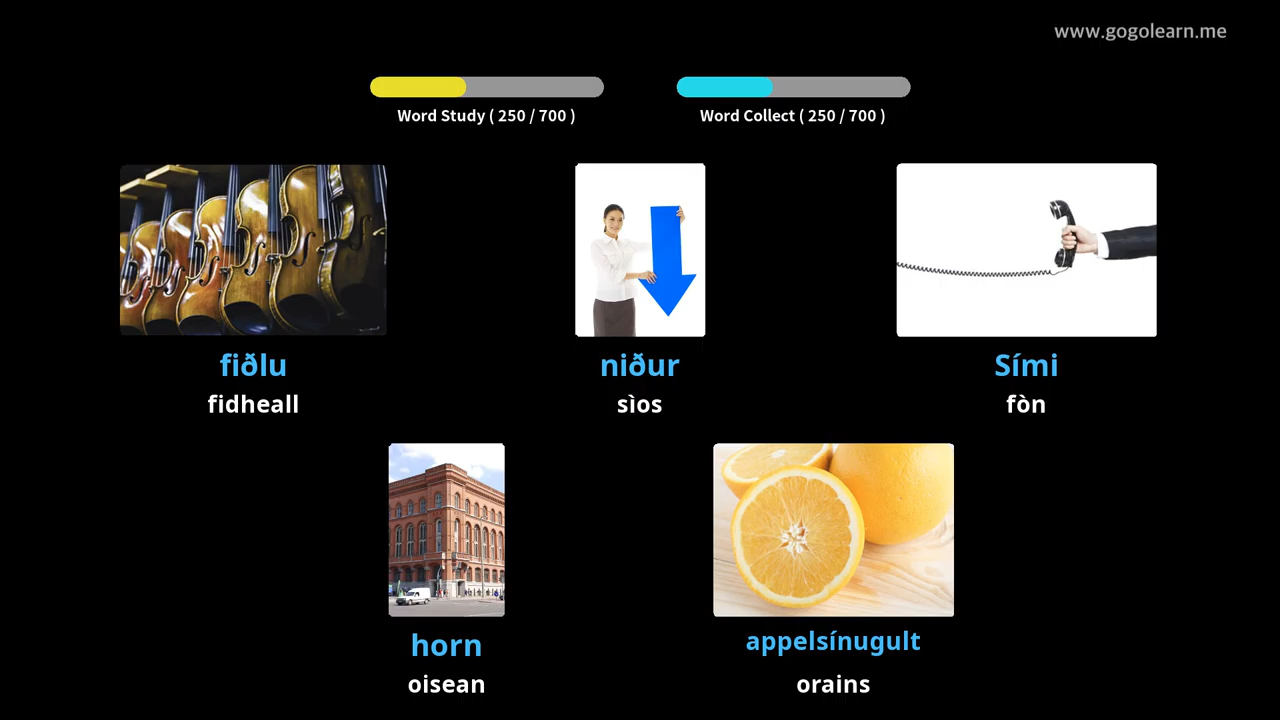 www.gogolearn.me
Word Study ( 250 / 700 )
Word Collect ( 250 / 700 )
fiðlu
fidheall
niður
sìos
Sími
fòn
horn
oisean
appelsínugult
orains